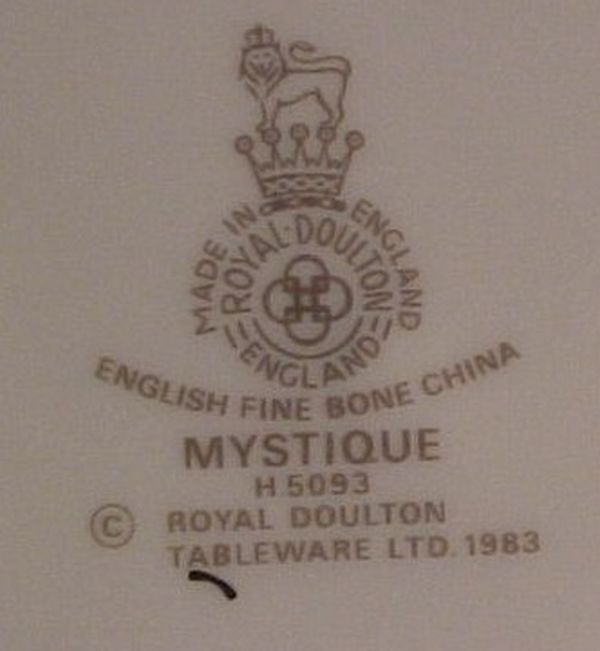 MADE IN ENGLAND
ROYAL·DOULTON
ENGLAND
ENGLISH FINE BONE CHINA
MYSTIQUE
H 5093
© ROYAL DOULTON
TABLEWARE LTD. 1983